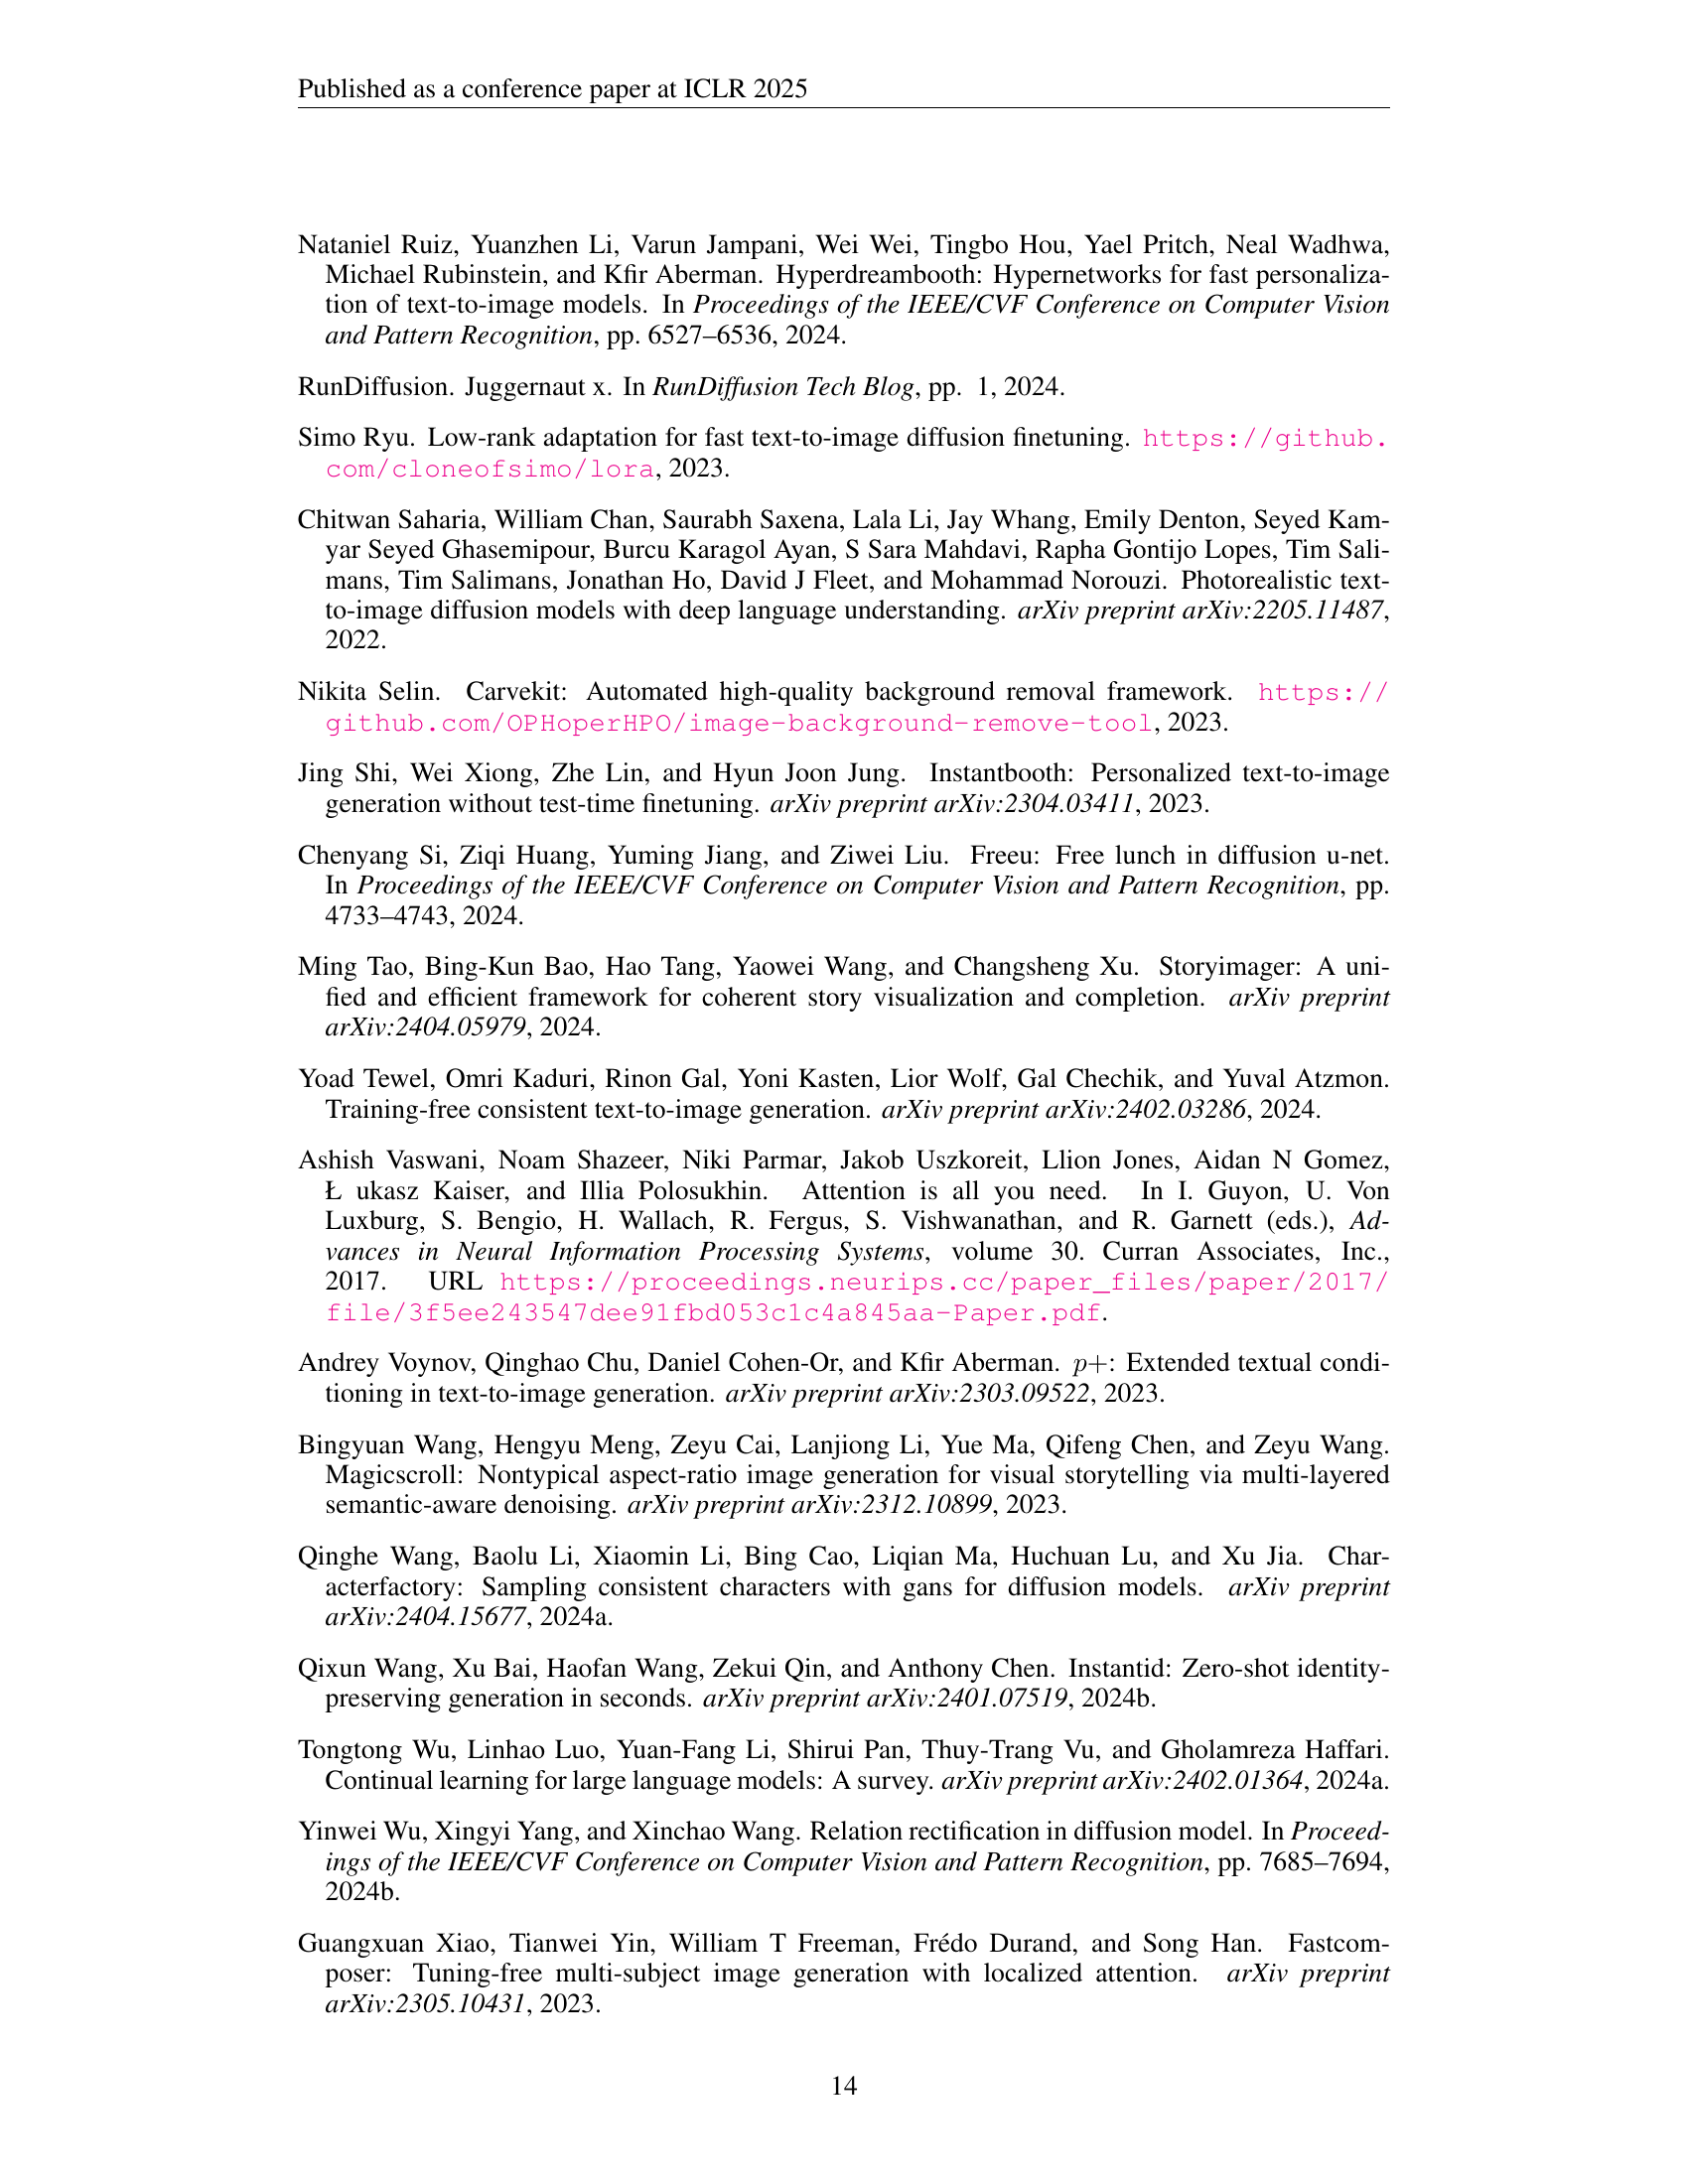 Published as a conference paper at ICLR 2025
Nataniel Ruiz, Yuanzhen Li, Varun Jampani, Wei Wei, Tingbo Hou, Yael Pritch, Neal Wadhwa,
Michael Rubinstein, and Kfir Aberman. Hyperdreambooth: Hypernetworks for fast personaliza-
tion of text-to-image models. In Proceedings of the IEEE/CVF Conference on Computer Vision
and Pattern Recognition, pp. 6527–6536, 2024.
RunDiffusion. Juggernaut x. In RunDiffusion Tech Blog, pp. 1, 2024.
Simo Ryu. Low-rank adaptation for fast text-to-image diffusion finetuning. https://github.
com/cloneofsimo/lora, 2023.
Chitwan Saharia, William Chan, Saurabh Saxena, Lala Li, Jay Whang, Emily Denton, Seyed Kam-
yar Seyed Ghasemipour, Burcu Karagol Ayan, S Sara Mahdavi, Rapha Gontijo Lopes, Tim Sali-
mans, Tim Salimans, Jonathan Ho, David J Fleet, and Mohammad Norouzi. Photorealistic text-
to-image diffusion models with deep language understanding. arXiv preprint arXiv:2205.11487,
2022.
Nikita Selin. Carvekit: Automated high-quality background removal framework. https://
github.com/OPHoperHPO/image-background-remove-tool, 2023.
Jing Shi, Wei Xiong, Zhe Lin, and Hyun Joon Jung. Instantbooth: Personalized text-to-image
generation without test-time finetuning. arXiv preprint arXiv:2304.03411, 2023.
Chenyang Si, Ziqi Huang, Yuming Jiang, and Ziwei Liu. Freeu: Free lunch in diffusion u-net.
In Proceedings of the IEEE/CVF Conference on Computer Vision and Pattern Recognition, pp.
4733–4743, 2024.
Ming Tao, Bing-Kun Bao, Hao Tang, Yaowei Wang, and Changsheng Xu. Storyimager: A uni-
fied and efficient framework for coherent story visualization and completion. arXiv preprint
arXiv:2404.05979, 2024.
Yoad Tewel, Omri Kaduri, Rinon Gal, Yoni Kasten, Lior Wolf, Gal Chechik, and Yuval Atzmon.
Training-free consistent text-to-image generation. arXiv preprint arXiv:2402.03286, 2024.
Ashish Vaswani, Noam Shazeer, Niki Parmar, Jakob Uszkoreit, Llion Jones, Aidan N Gomez,
Ł ukasz Kaiser, and Illia Polosukhin. Attention is all you need. In I. Guyon, U. Von
Luxburg, S. Bengio, H. Wallach, R. Fergus, S. Vishwanathan, and R. Garnett (eds.), Ad-
vances in Neural Information Processing Systems, volume 30. Curran Associates, Inc.,
2017. URL https://proceedings.neurips.cc/paper_files/paper/2017/
file/3f5ee243547dee91fbd053c1c4a845aa-Paper.pdf.
Andrey Voynov, Qinghao Chu, Daniel Cohen-Or, and Kfir Aberman. p+: Extended textual condi-
tioning in text-to-image generation. arXiv preprint arXiv:2303.09522, 2023.
Bingyuan Wang, Hengyu Meng, Zeyu Cai, Lanjiong Li, Yue Ma, Qifeng Chen, and Zeyu Wang.
Magicscroll: Nontypical aspect-ratio image generation for visual storytelling via multi-layered
semantic-aware denoising. arXiv preprint arXiv:2312.10899, 2023.
Qinghe Wang, Baolu Li, Xiaomin Li, Bing Cao, Liqian Ma, Huchuan Lu, and Xu Jia. Char-
acterfactory: Sampling consistent characters with gans for diffusion models. arXiv preprint
arXiv:2404.15677, 2024a.
Qixun Wang, Xu Bai, Haofan Wang, Zekui Qin, and Anthony Chen. Instantid: Zero-shot identity-
preserving generation in seconds. arXiv preprint arXiv:2401.07519, 2024b.
Tongtong Wu, Linhao Luo, Yuan-Fang Li, Shirui Pan, Thuy-Trang Vu, and Gholamreza Haffari.
Continual learning for large language models: A survey. arXiv preprint arXiv:2402.01364, 2024a.
Yinwei Wu, Xingyi Yang, and Xinchao Wang. Relation rectification in diffusion model. In Proceed-
ings of the IEEE/CVF Conference on Computer Vision and Pattern Recognition, pp. 7685–7694,
2024b.
Guangxuan Xiao, Tianwei Yin, William T Freeman, Frédo Durand, and Song Han. Fastcom-
poser: Tuning-free multi-subject image generation with localized attention. arXiv preprint
arXiv:2305.10431, 2023.
14